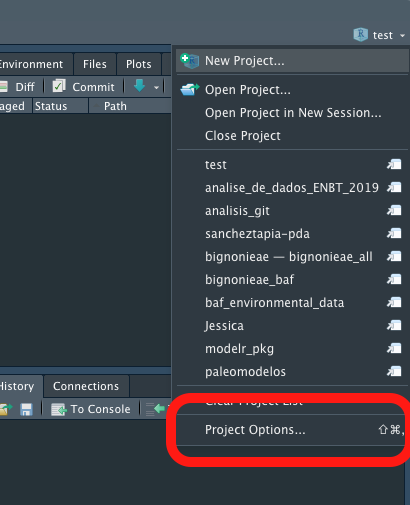 test
New Project...
Environment Files Plots
Open Project...
Diff Commit
Open Project in New Session...
aged Status Path
Close Project
test
analise_de_dados_ENBT_2019
analisis_git
sancheztapia-pda
bignonieae — bignonieae_all
bignonieae_baf
baf_environmental_data
Jessica
modelr_pkg
paleomodelos
History Connections
Clear Project List
To Console
Project Options... ⇧⌘,